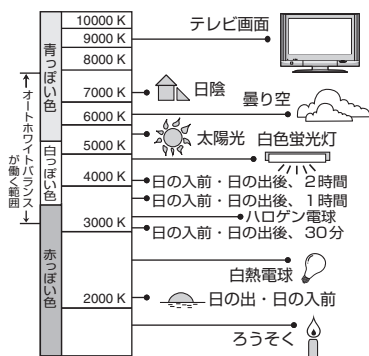 10000 K
9000 K
8000 K
7000 K
6000 K
5000 K
4000 K
3000 K
2000 K
青っぽい色
白っぽい色
赤っぽい色
オートホワイトバランス
が働く範囲
テレビ画面
日陰
曇り空
太陽光
白色蛍光灯
日の入前・日の出後、2時間
日の入前・日の出後、1時間
ハロゲン電球
日の入前・日の出後、30分
白熱電球
日の出・日の入前
ろうそく